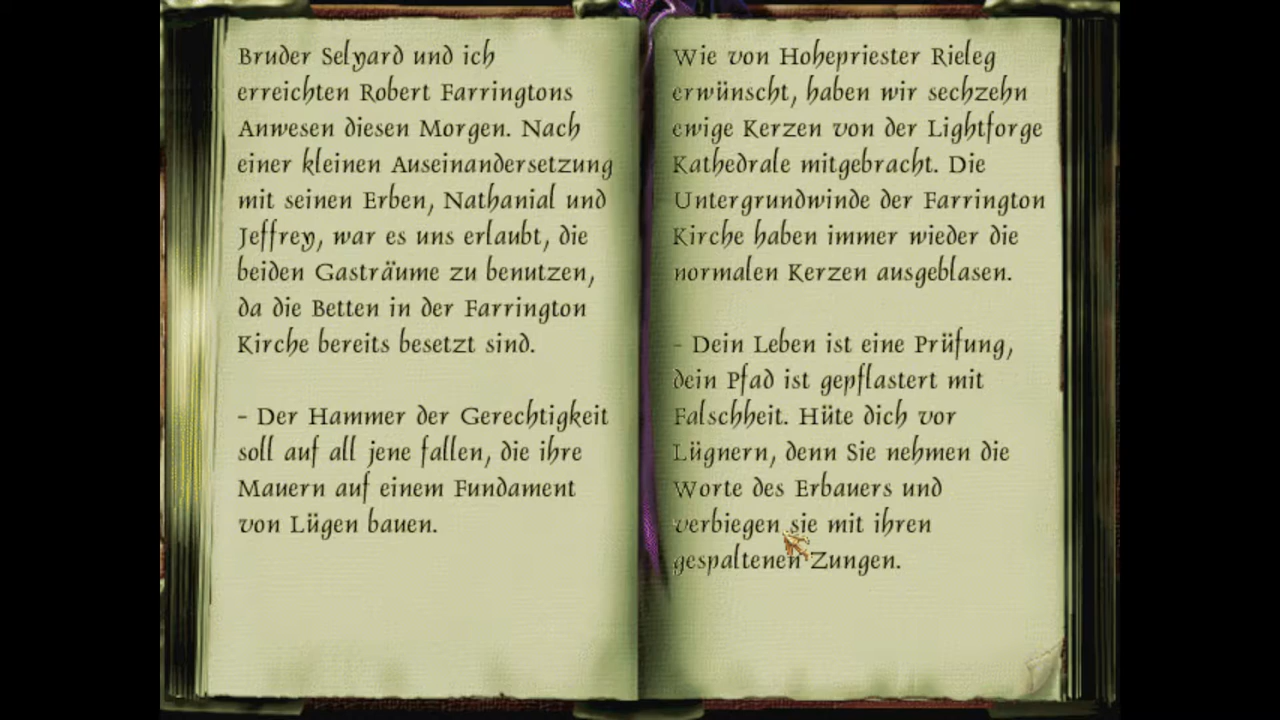 Bruder Selyard und ich
erreichten Robert Farringtons
Anwesen diesen Morgen. Nach
einer kleinen Auseinandersetzung
mit seinen Erben, Nathanial und
Jeffrey, war es uns erlaubt, die
beiden Gasträume zu benutzen,
da die Betten in der Farrington
Kirche bereits besetzt sind.
- Der Hammer der Gerechtigkeit
soll auf all jene fallen, die ihre
Mauern auf einem Fundament
von Lügen bauen.
Wie von Hohepriester Rieleg
erwünscht, haben wir sechzehn
ewige Kerzen von der Lightforge
Kathedrale mitgebracht. Die
Untergrundwinde der Farrington
Kirche haben immer wieder die
normalen Kerzen ausgeblasen.
- Dein Leben ist eine Prüfung,
dein Pfad ist gepflastert mit
Falschheit. Hüte dich vor
Lügnern, denn Sie nehmen die
Worte des Erbauers und
verbiegen sie mit ihren
gespaltenen Zungen.